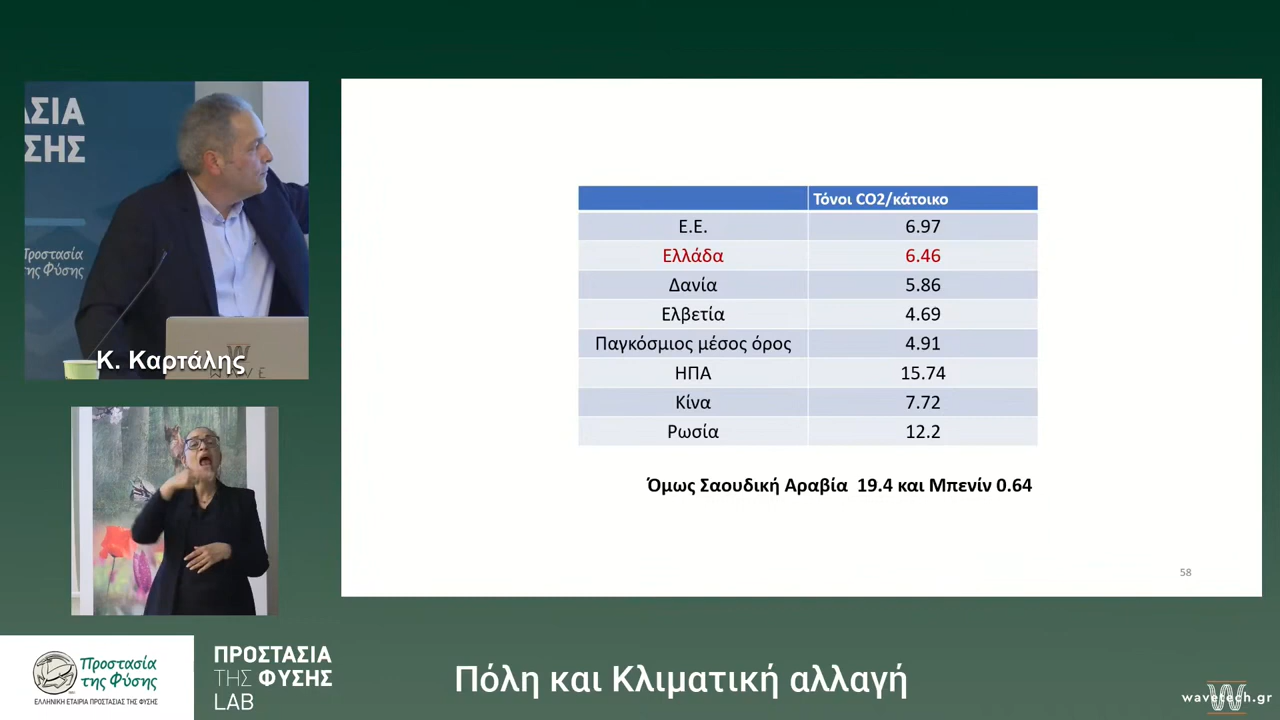 ΑΣΙΑ
ΣΗΣ
Προστασία
της Φύσης
WAVE
Κ. Καρτάλης
Τόνοι CO2/κάτοικο
Ε.Ε. 6.97
Ελλάδα 6.46
Δανία 5.86
Ελβετία 4.69
Παγκόσμιος μέσος όρος 4.91
ΗΠΑ 15.74
Κίνα 7.72
Ρωσία 12.2
Όμως Σαουδική Αραβία 19.4 και Μπενίν 0.64
58
Προστασία
της Φύσης
ΕΛΛΗΝΙΚΗ ΕΤΑΙΡΙΑ ΠΡΟΣΤΑΣΙΑΣ ΤΗΣ ΦΥΣΗΣ
ΠΡΟΣΤΑΣΙΑ
ΤΗΣ ΦΥΣΗΣ
LAB
Πόλη και Κλιματική αλλαγή
wavetech.gr